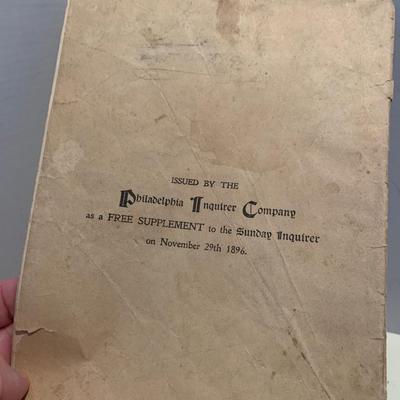 ISSUED BY THE
Philadelphia Inquirer Company
as a FREE SUPPLEMENT to the Sunday Inquirer
on November 29th 1896.